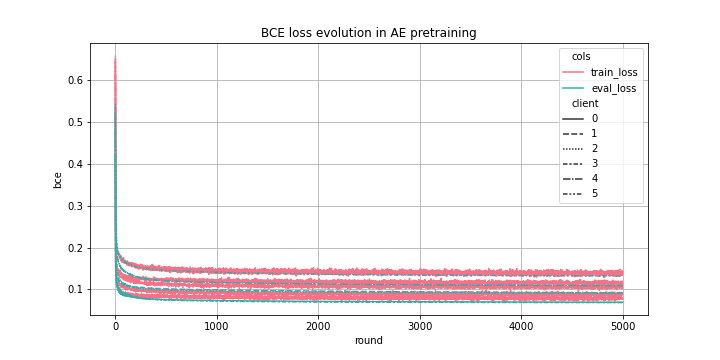 BCE loss evolution in AE pretraining
cols
train_loss
eval_loss
client
0
1
2
3
4
5
0.6
0.5
0.4
0.3
0.2
0.1
bce
0 1000 2000 3000 4000 5000
round